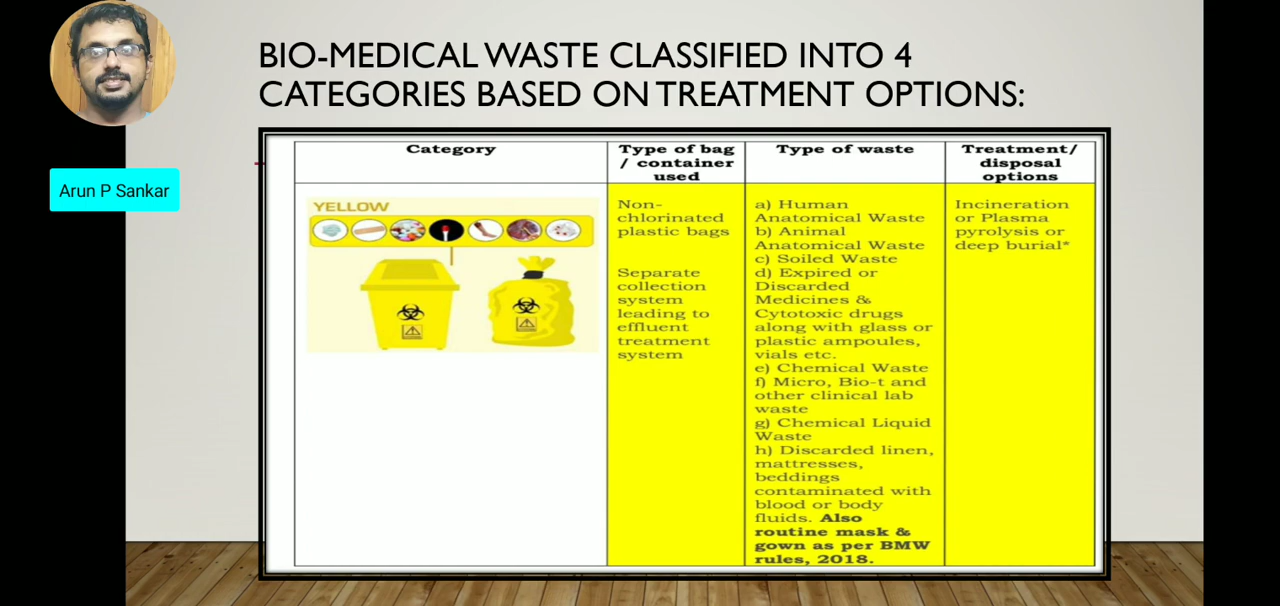 BIO-MEDICAL WASTE CLASSIFIED INTO 4
CATEGORIES BASED ON TREATMENT OPTIONS:
Arun P Sankar
Category
Type of bag
/ container
used
Type of waste
Treatment/
disposal
options
YELLOW
Non-
chlorinated
plastic bags
Separate
collection
system
leading to
effluent
treatment
system
a) Human
Anatomical Waste
b) Animal
Anatomical Waste
c) Soiled Waste
d) Expired or
Discarded
Medicines &
Cytotoxic drugs
along with glass or
plastic ampoules,
vials etc.
e) Chemical Waste
f) Micro, Bio-t and
other clinical lab
waste
g) Chemical Liquid
Waste
h) Discarded linen,
mattresses,
beddings
contaminated with
blood or body
fluids. Also
routine mask &
gown as per BMW
rules, 2018.
Incineration
or Plasma
pyrolysis or
deep burial*